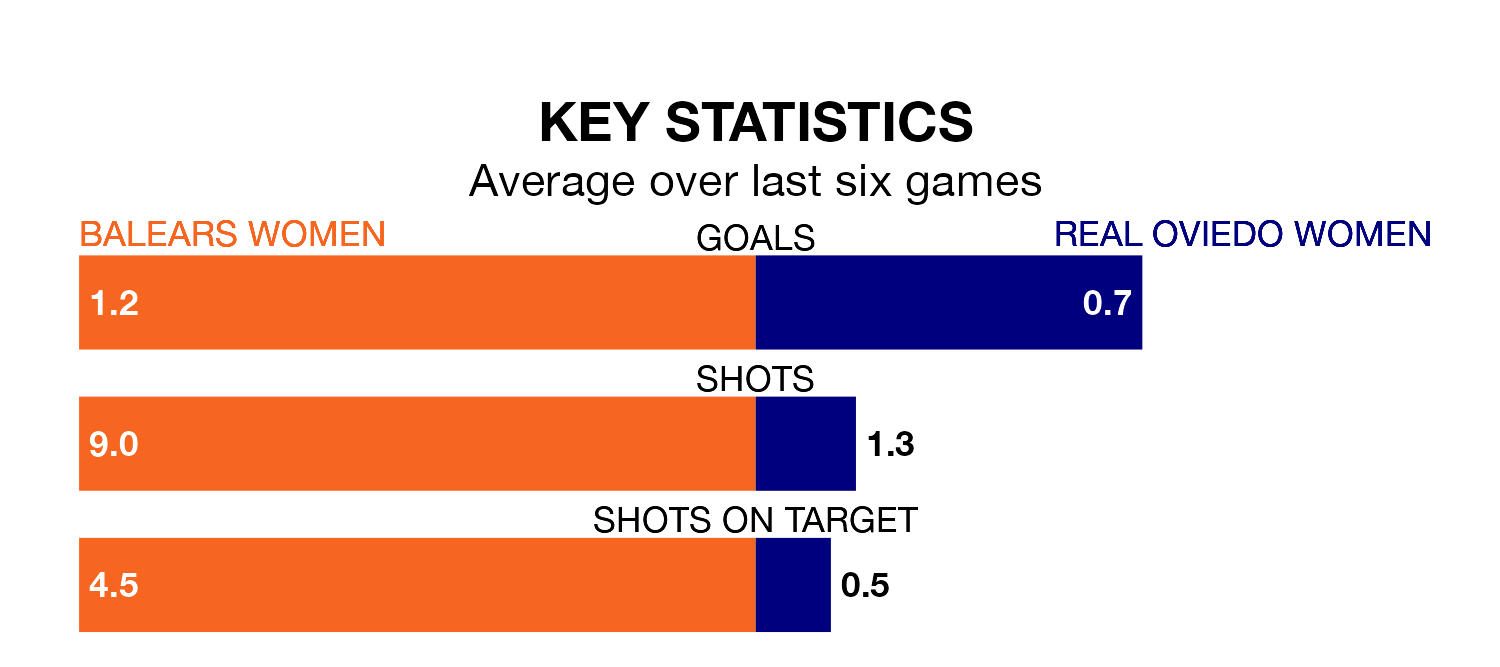 KEY STATISTICS
Average over last six games
BALEARS WOMEN
GOALS
REAL OVIEDO WOMEN
1.2
0.7
SHOTS
9.0
1.3
SHOTS ON TARGET
4.5
0.5